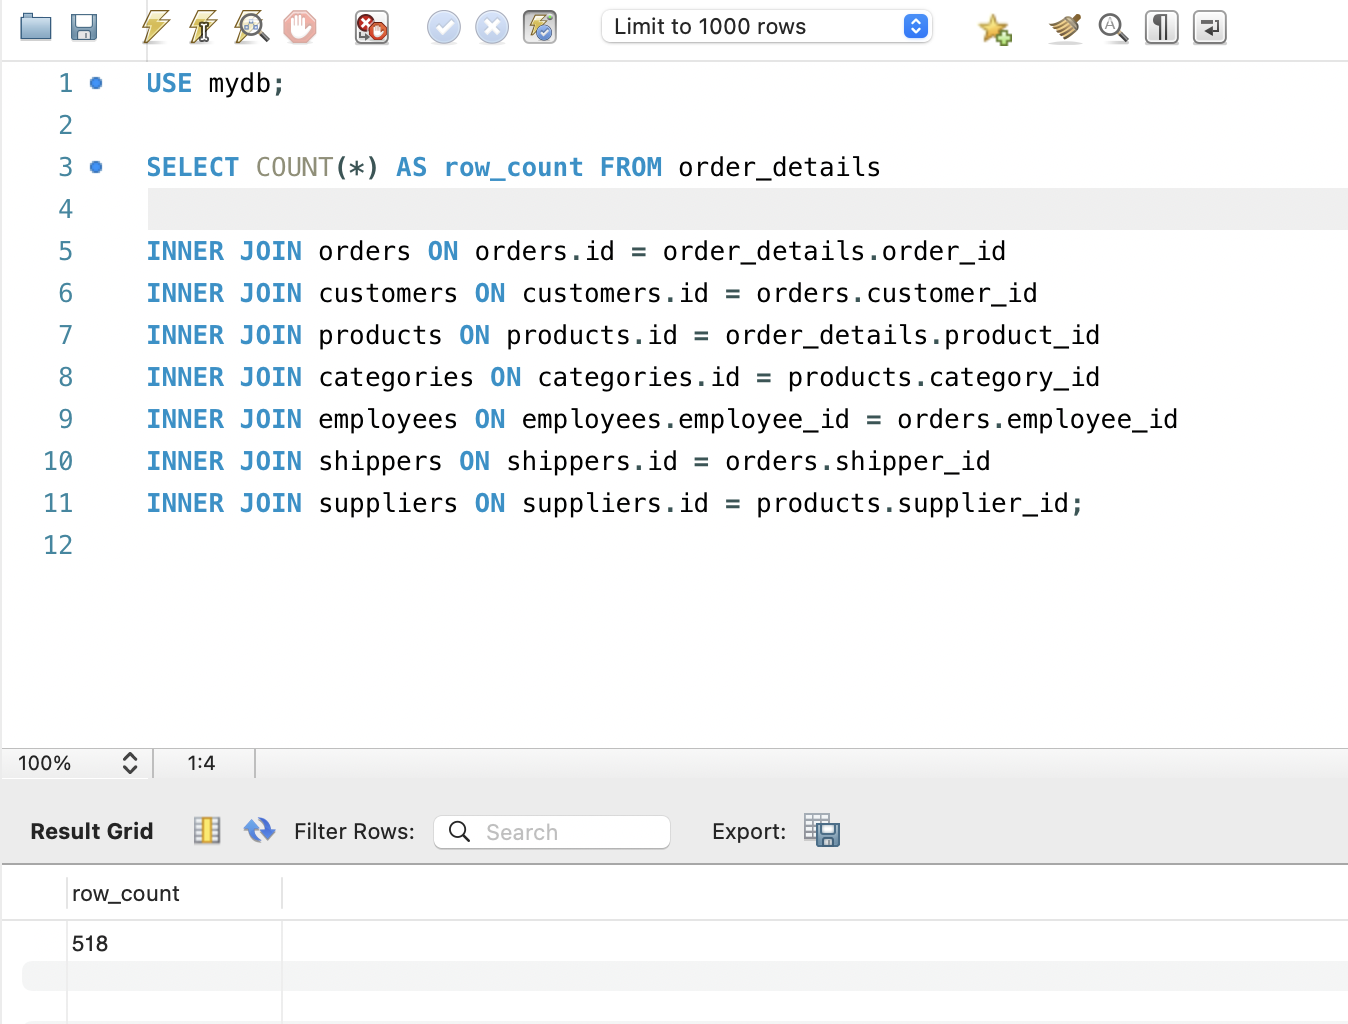 Limit to 1000 rows
1 USE mydb;
2
3 SELECT COUNT(*) AS row_count FROM order_details
4
5 INNER JOIN orders ON orders.id = order_details.order_id
6 INNER JOIN customers ON customers.id = orders.customer_id
7 INNER JOIN products ON products.id = order_details.product_id
8 INNER JOIN categories ON categories.id = products.category_id
9 INNER JOIN employees ON employees.employee_id = orders.employee_id
10 INNER JOIN shippers ON shippers.id = orders.shipper_id
11 INNER JOIN suppliers ON suppliers.id = products.supplier_id;
12
100% 1:4
Result Grid Filter Rows: Search Export:
row_count
518